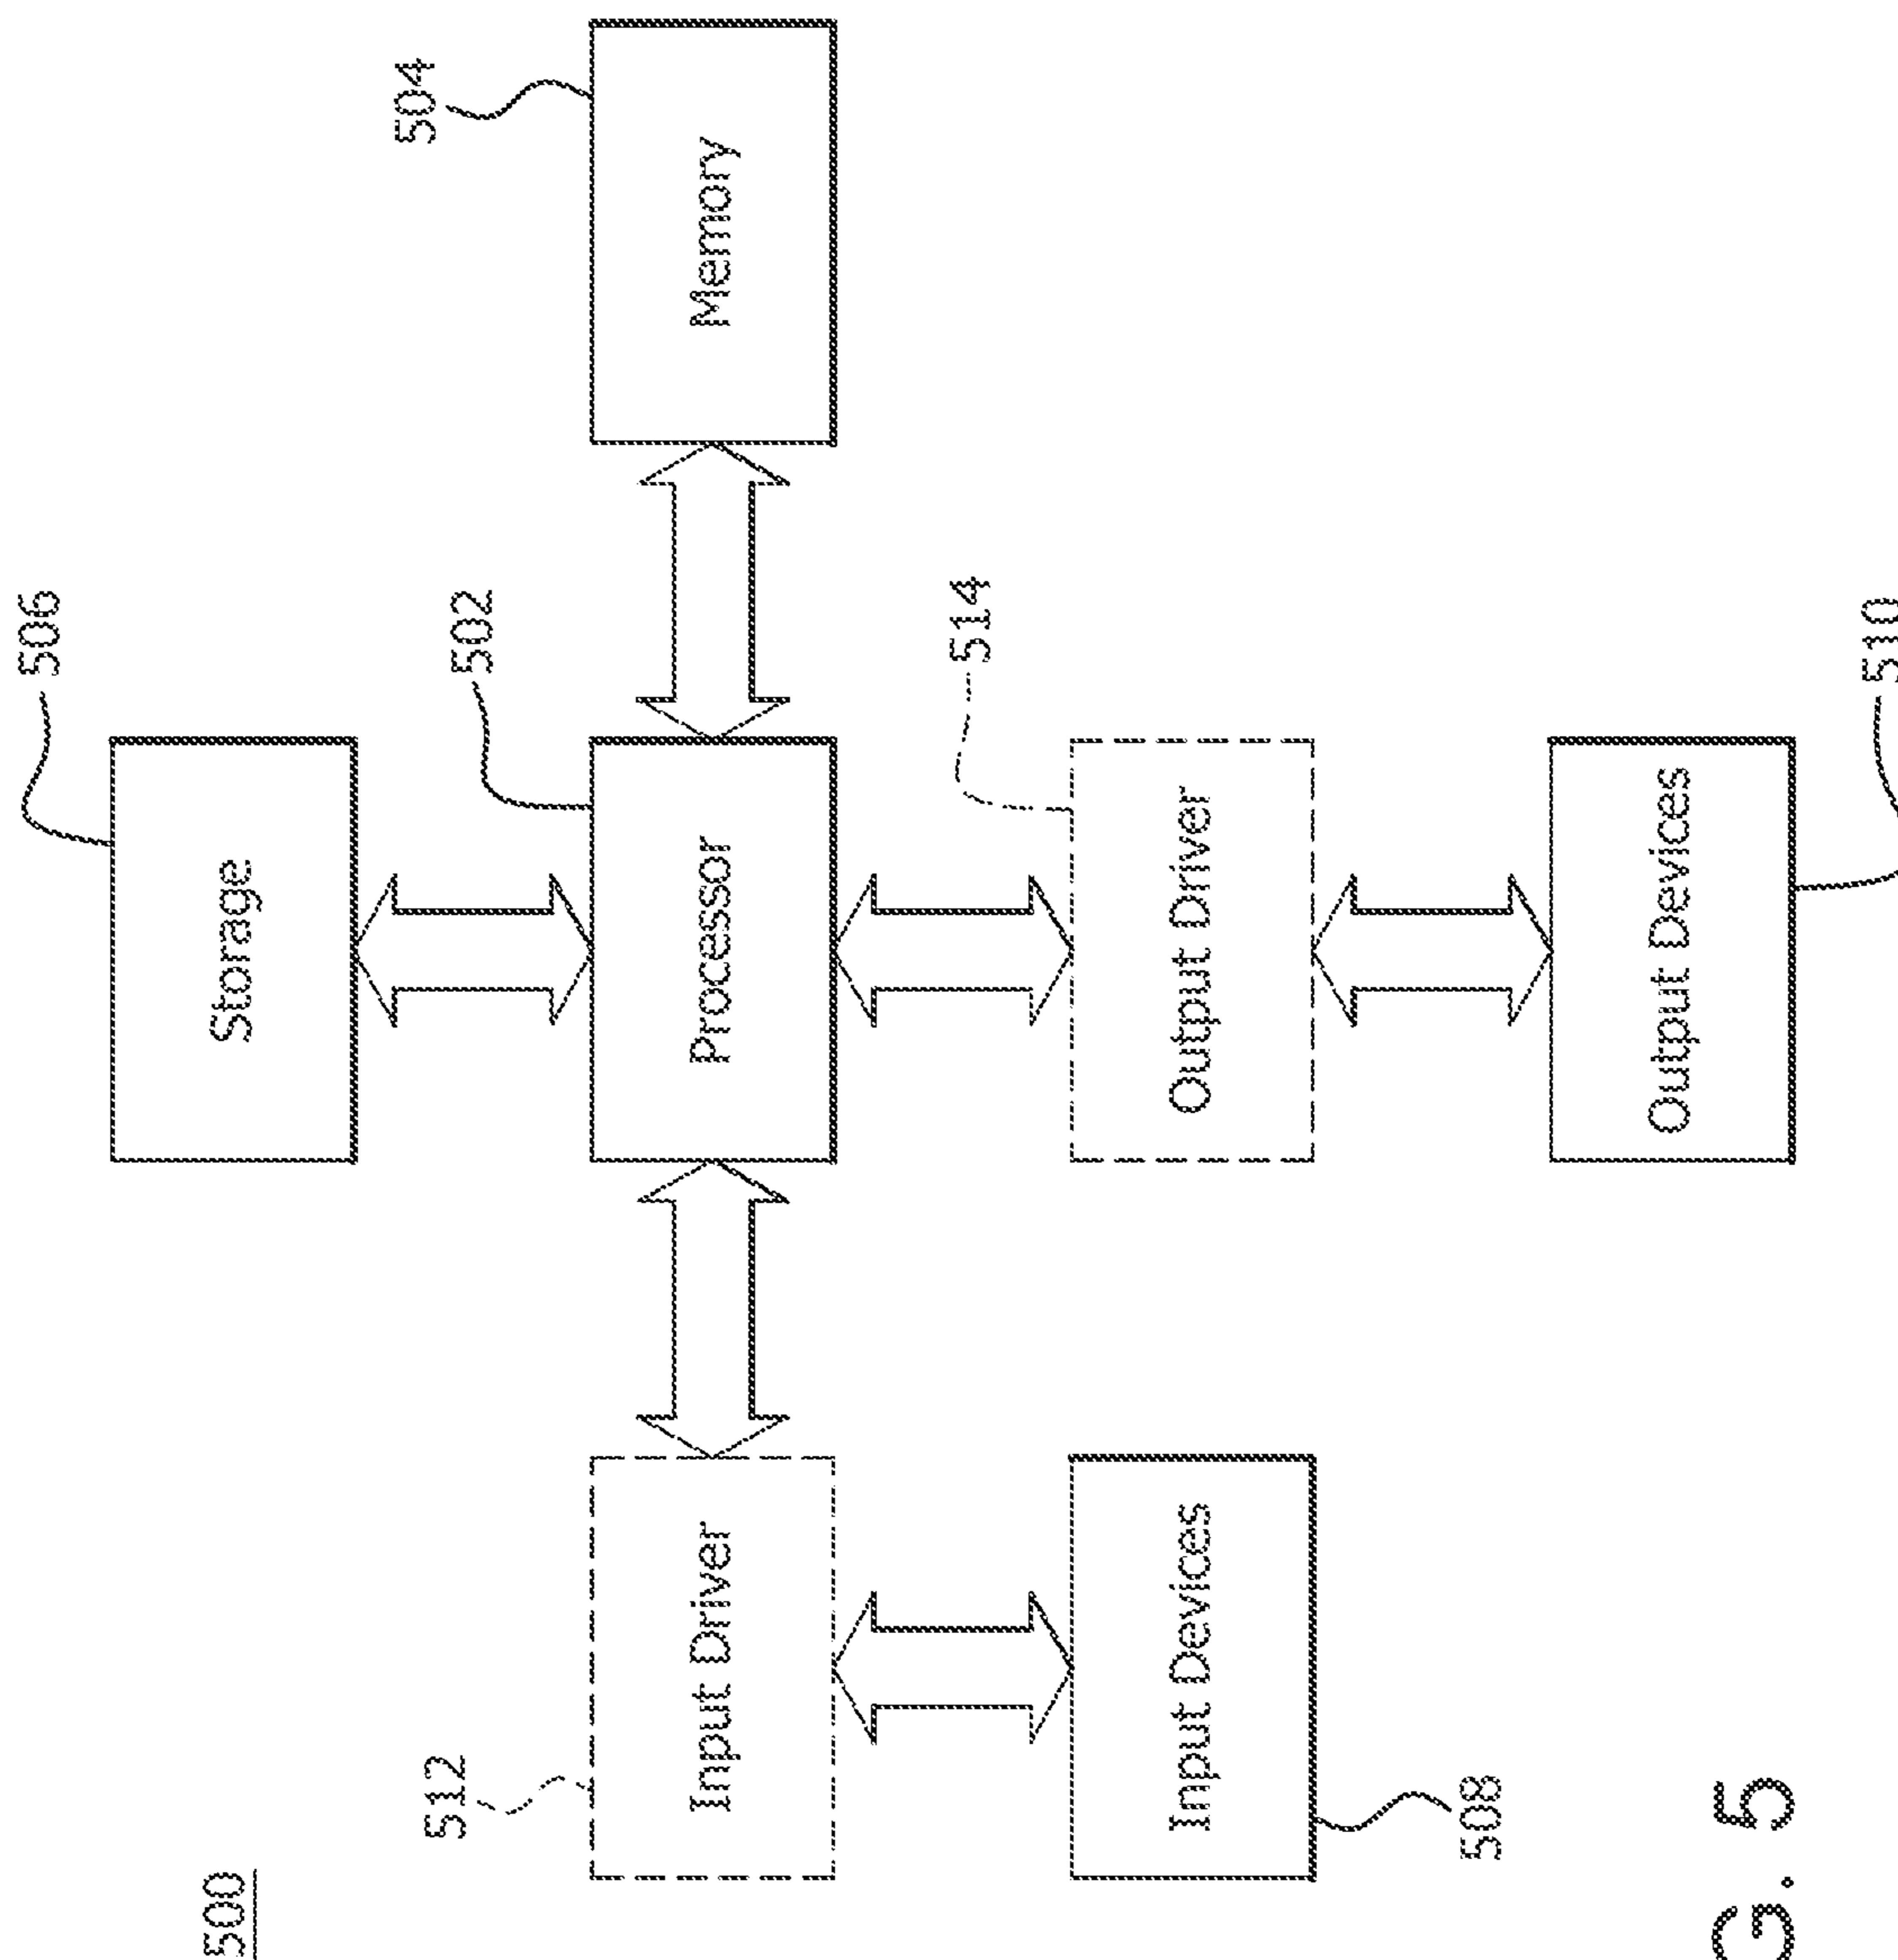 500
506
Storage
504
502
512
Input Driver
Processor
Memory
514
Input Devices
Output Driver
508
Output Devices
510
G. 5